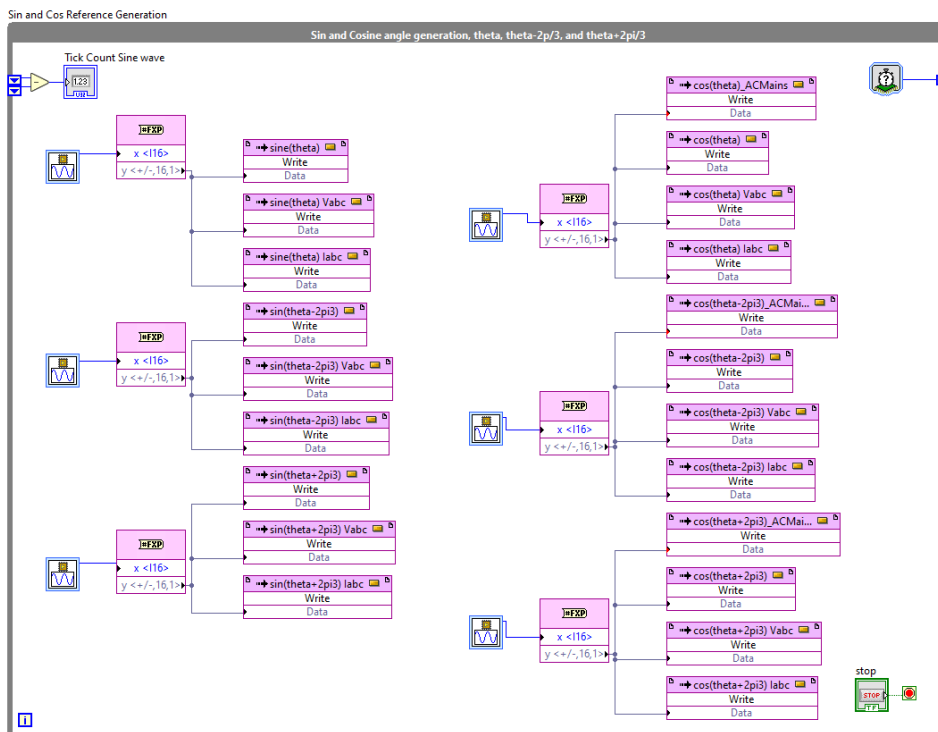 Sin and Cos Reference Generation
Sin and Cosine angle generation, theta, theta-2p/3, and theta+2pi/3
Tick Count Sine wave
1.23
U32
FXP
x <I16>
y <+/-,16,1>
sine(theta)
Write
Data
sine(theta) Vabc
Write
Data
sine(theta) Iabc
Write
Data
FXP
x <I16>
y <+/-,16,1>
sin(theta-2pi3)
Write
Data
sin(theta-2pi3) Vabc
Write
Data
sin(theta-2pi3) Iabc
Write
Data
FXP
x <I16>
y <+/-,16,1>
sin(theta+2pi3)
Write
Data
sin(theta+2pi3) Vabc
Write
Data
sin(theta+2pi3) Iabc
Write
Data
i
FXP
x <I16>
y <+/-,16,1>
cos(theta)_ACMains
Write
Data
cos(theta)
Write
Data
cos(theta) Vabc
Write
Data
cos(theta) Iabc
Write
Data
FXP
x <I16>
y <+/-,16,1>
cos(theta-2pi3)_ACMai...
Write
Data
cos(theta-2pi3)
Write
Data
cos(theta-2pi3) Vabc
Write
Data
cos(theta-2pi3) Iabc
Write
Data
FXP
x <I16>
y <+/-,16,1>
cos(theta+2pi3)_ACMai...
Write
Data
cos(theta+2pi3)
Write
Data
cos(theta+2pi3) Vabc
Write
Data
cos(theta+2pi3) Iabc
Write
Data
?
stop
STOP
TF